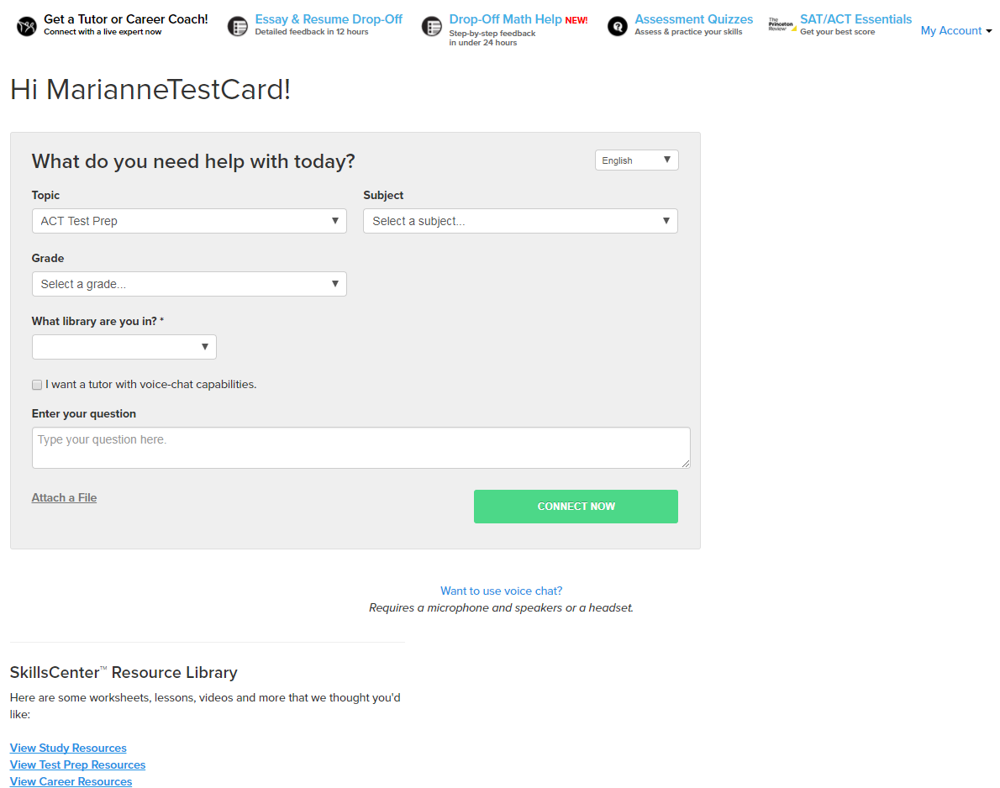 Get a Tutor or Career Coach!
Connect with a live expert now
Essay & Resume Drop-Off
Detailed feedback in 12 hours
Drop-Off Math Help NEW!
Step-by-step feedback
in under 24 hours
Assessment Quizzes
Assess & practice your skills
The
Princeton
Review
SAT/ACT Essentials
Get your best score
My Account
Hi MarianneTestCard!
What do you need help with today?
English
Topic
Subject
ACT Test Prep
Select a subject...
Grade
Select a grade...
What library are you in? *
I want a tutor with voice-chat capabilities.
Enter your question
Type your question here.
Attach a File
CONNECT NOW
Want to use voice chat?
Requires a microphone and speakers or a headset.
SkillsCenter™ Resource Library
Here are some worksheets, lessons, videos and more that we thought you'd
like:
View Study Resources
View Test Prep Resources
View Career Resources